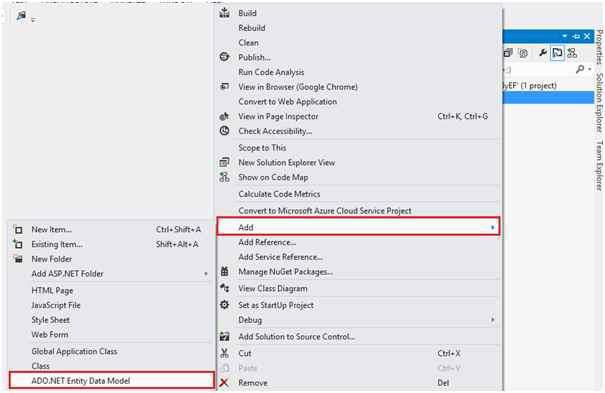 Build
Rebuild
Clean
Publish...
Run Code Analysis
View in Browser (Google Chrome)
Convert to Web Application
View in Page Inspector Ctrl+K, Ctrl+G
Check Accessibility...
Scope to This
New Solution Explorer View
Show on Code Map
Calculate Code Metrics
Convert to Microsoft Azure Cloud Service Project
Add
Add Reference...
Add Service Reference...
Manage NuGet Packages...
View Class Diagram
Set as StartUp Project
Debug
Add Solution to Source Control...
Cut Ctrl+X
Paste Ctrl+V
Remove Del
New Item... Ctrl+Shift+A
Existing Item... Shift+Alt+A
New Folder
Add ASP.NET Folder
HTML Page
JavaScript File
Style Sheet
Web Form
Global Application Class
Class
ADO.NET Entity Data Model
(1 project)
Properties
Solution Explorer
Team Explorer